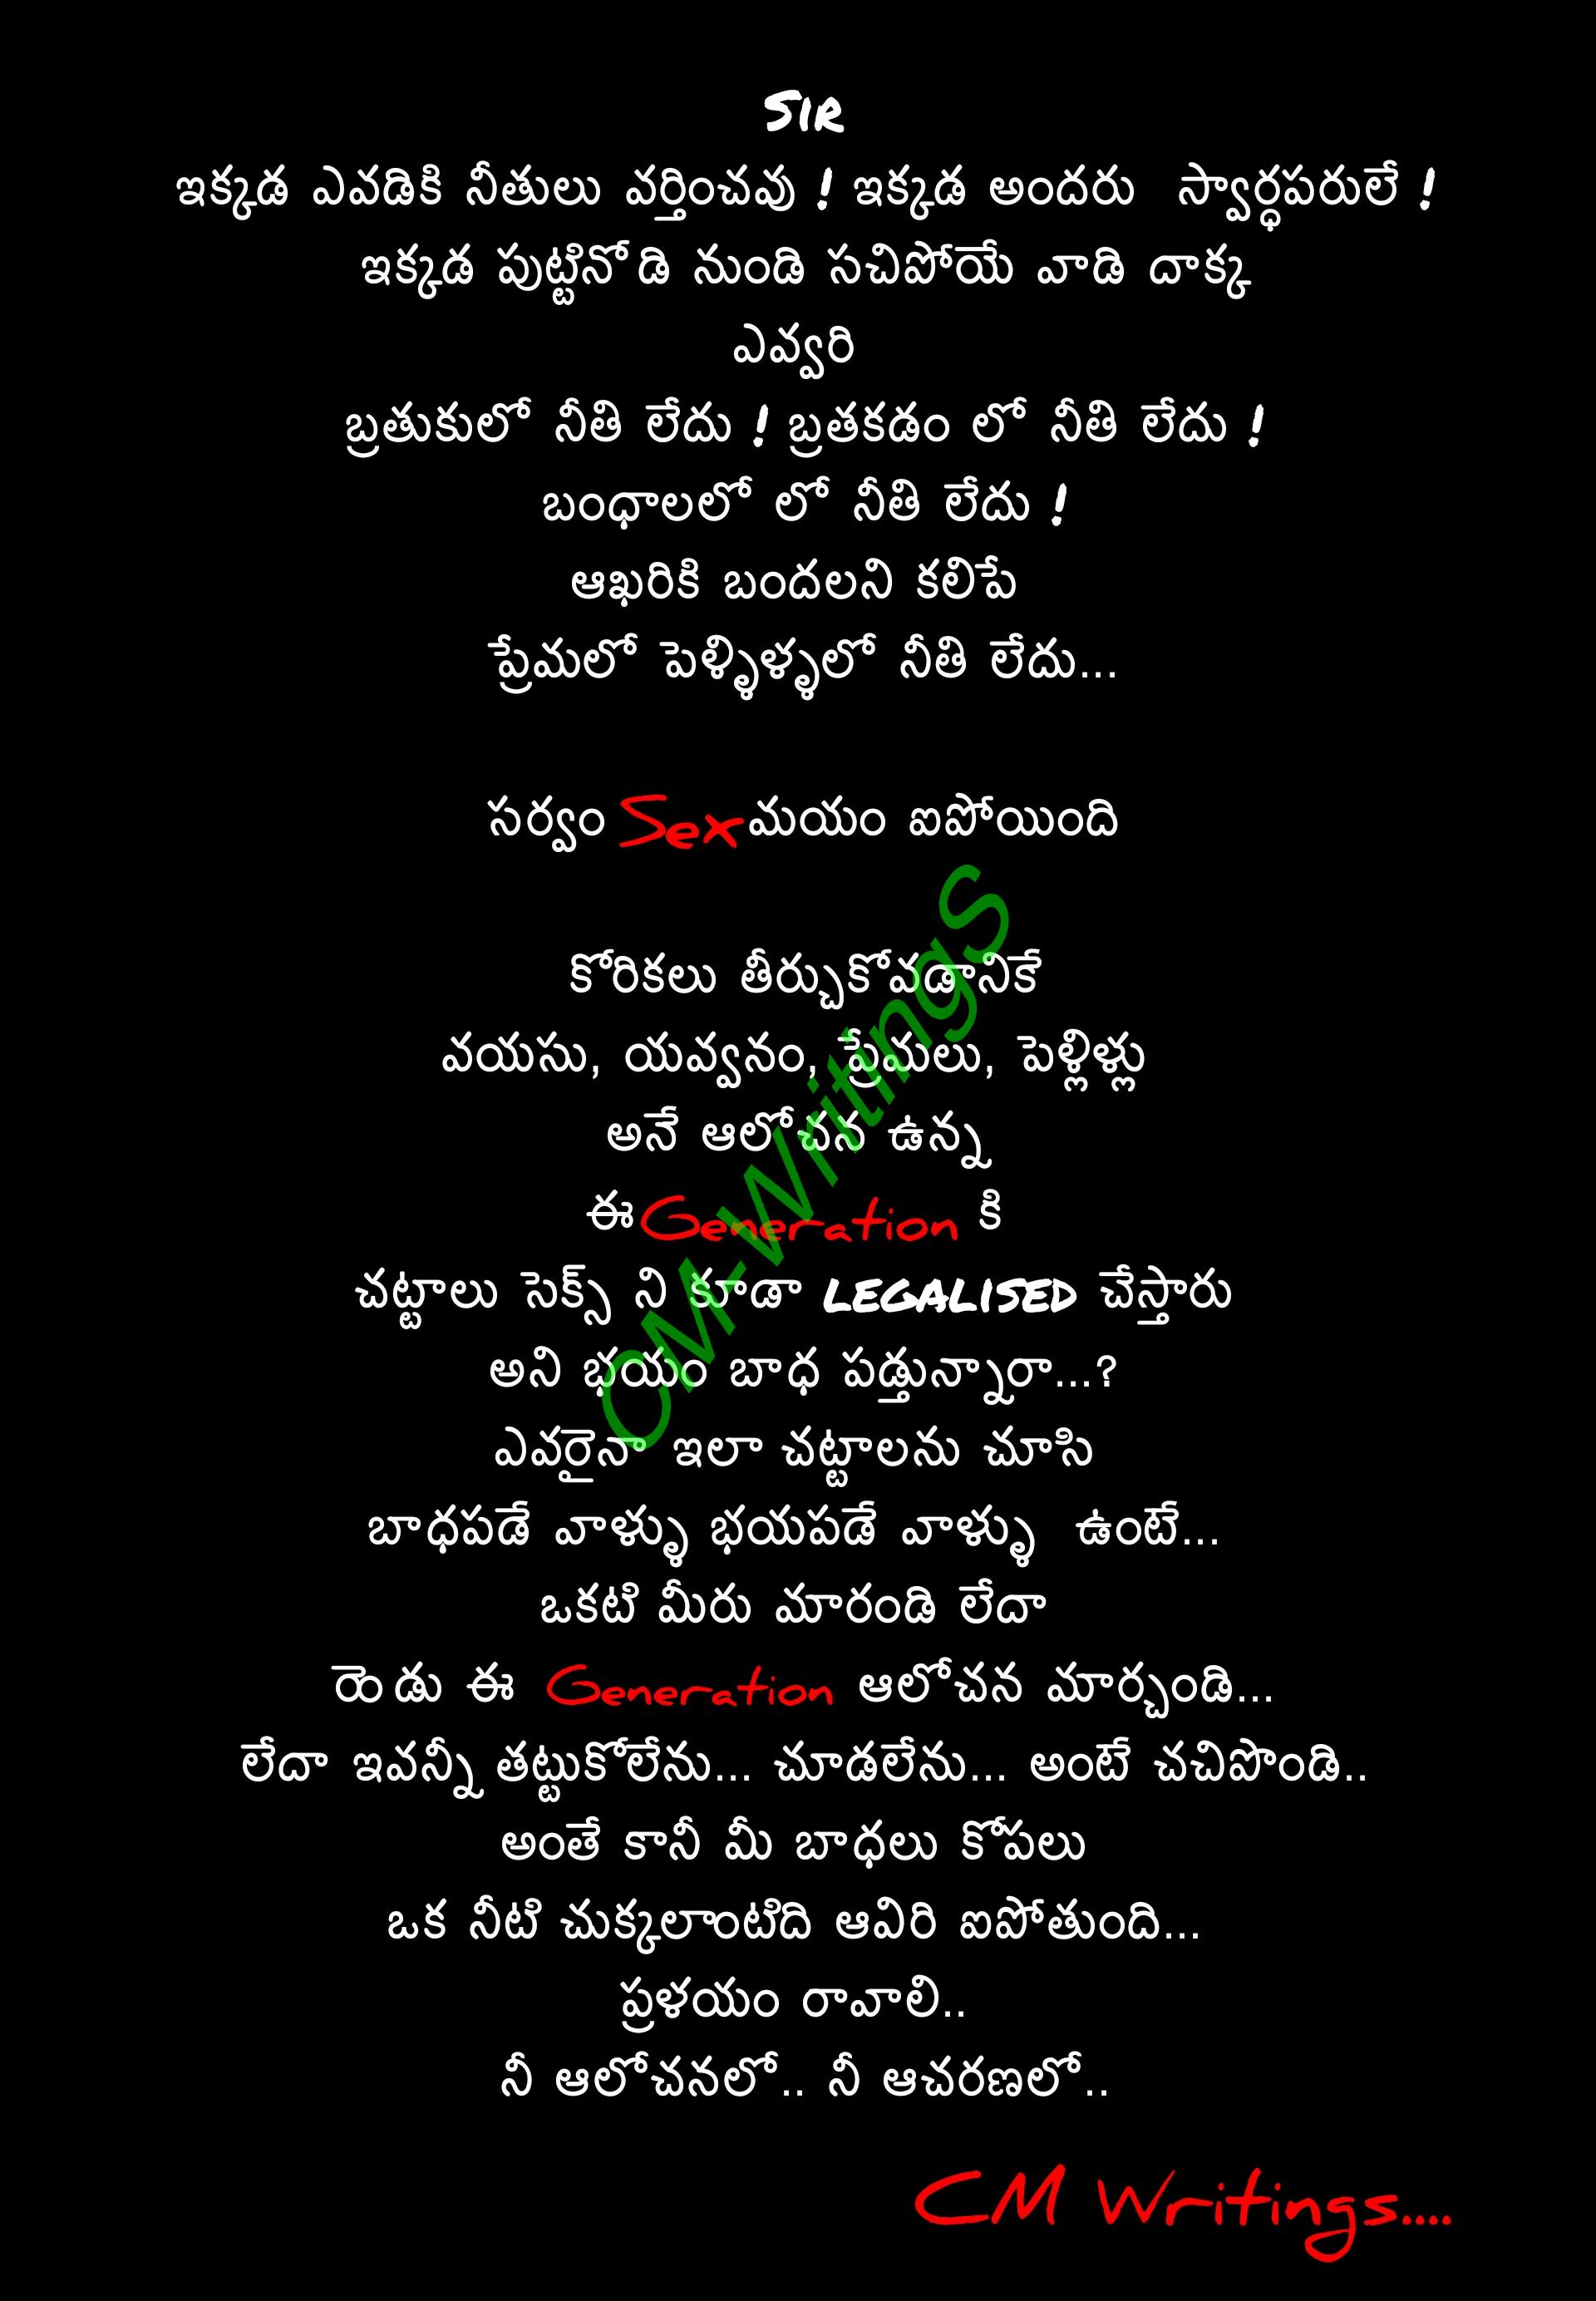 SIR
ఇక్కడ ఎవడికి నీతులు వర్తించవు ! ఇక్కడ అందరు స్వార్ధపరులే !
ఇక్కడ పుట్టినోడి నుండి సచిపోయే వాడి దాక్క
ఎవ్వరి
బ్రతుకులో నీతి లేదు ! బ్రతకడం లో నీతి లేదు !
బంధాలలో లో నీతి లేదు !
ఆఖరికి బందలని కలిపే
ప్రేమలో పెళ్ళిళ్ళలో నీతి లేదు...
సర్వం Sex మయం ఐపోయింది
కోరికలు తీర్చుకోవడానికే
వయసు, యవ్వనం, ప్రేమలు, పెళ్లిళ్లు
అనే ఆలోచన ఉన్న
ఈ Generation కి
చట్టాలు సెక్స్ ని కూడా LEGALISED చేస్తారు
అని భయం బాధ పడ్తున్నారా...?
ఎవరైనా ఇలా చట్టాలను చూసి
బాధపడే వాళ్ళు భయపడే వాళ్ళు ఉంటే...
ఒకటి మీరు మారండి లేదా
రెండు ఈ Generation ఆలోచన మార్చండి...
లేదా ఇవన్నీ తట్టుకోలేను... చూడలేను... అంటే చచిపొండి..
అంతే కానీ మీ బాధలు కోపలు
ఒక నీటి చుక్కలాంటిది ఆవిరి ఐపోతుంది...
ప్రళయం రావాలి..
నీ ఆలోచనలో.. నీ ఆచరణలో..
CM Writings....
CM-Writings